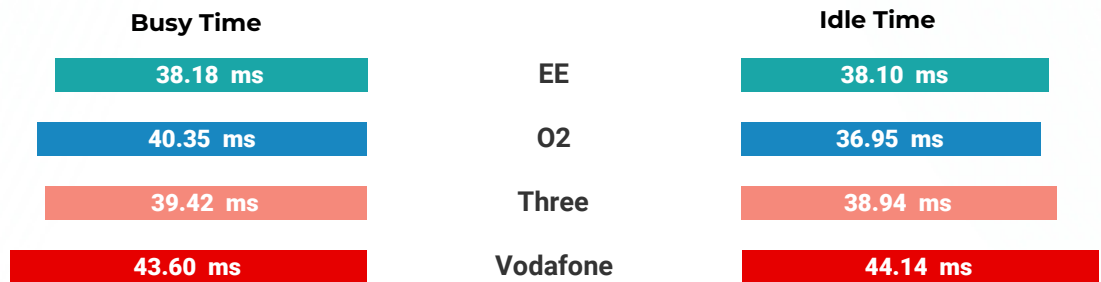 Busy Time Idle Time
38.18 ms EE 38.10 ms
40.35 ms O2 36.95 ms
39.42 ms Three 38.94 ms
43.60 ms Vodafone 44.14 ms